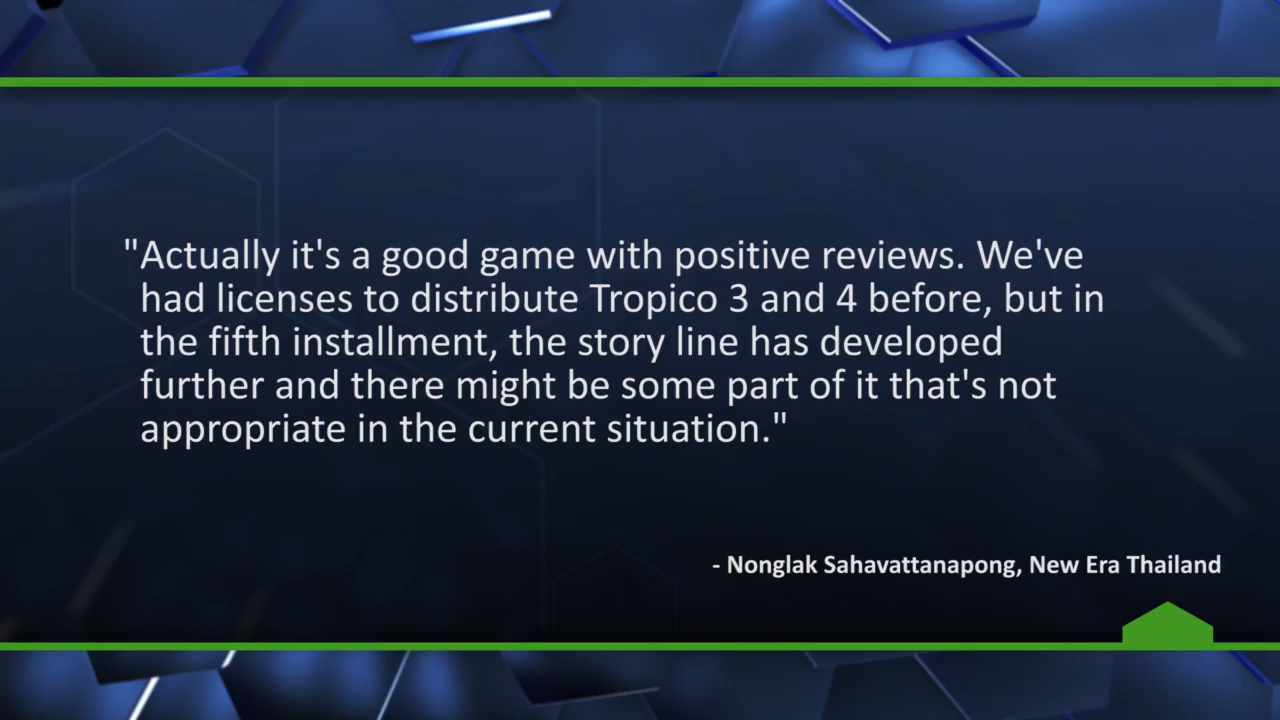 "Actually it's a good game with positive reviews. We've
had licenses to distribute Tropico 3 and 4 before, but in
the fifth installment, the story line has developed
further and there might be some part of it that's not
appropriate in the current situation."
- Nonglak Sahavattanapong, New Era Thailand